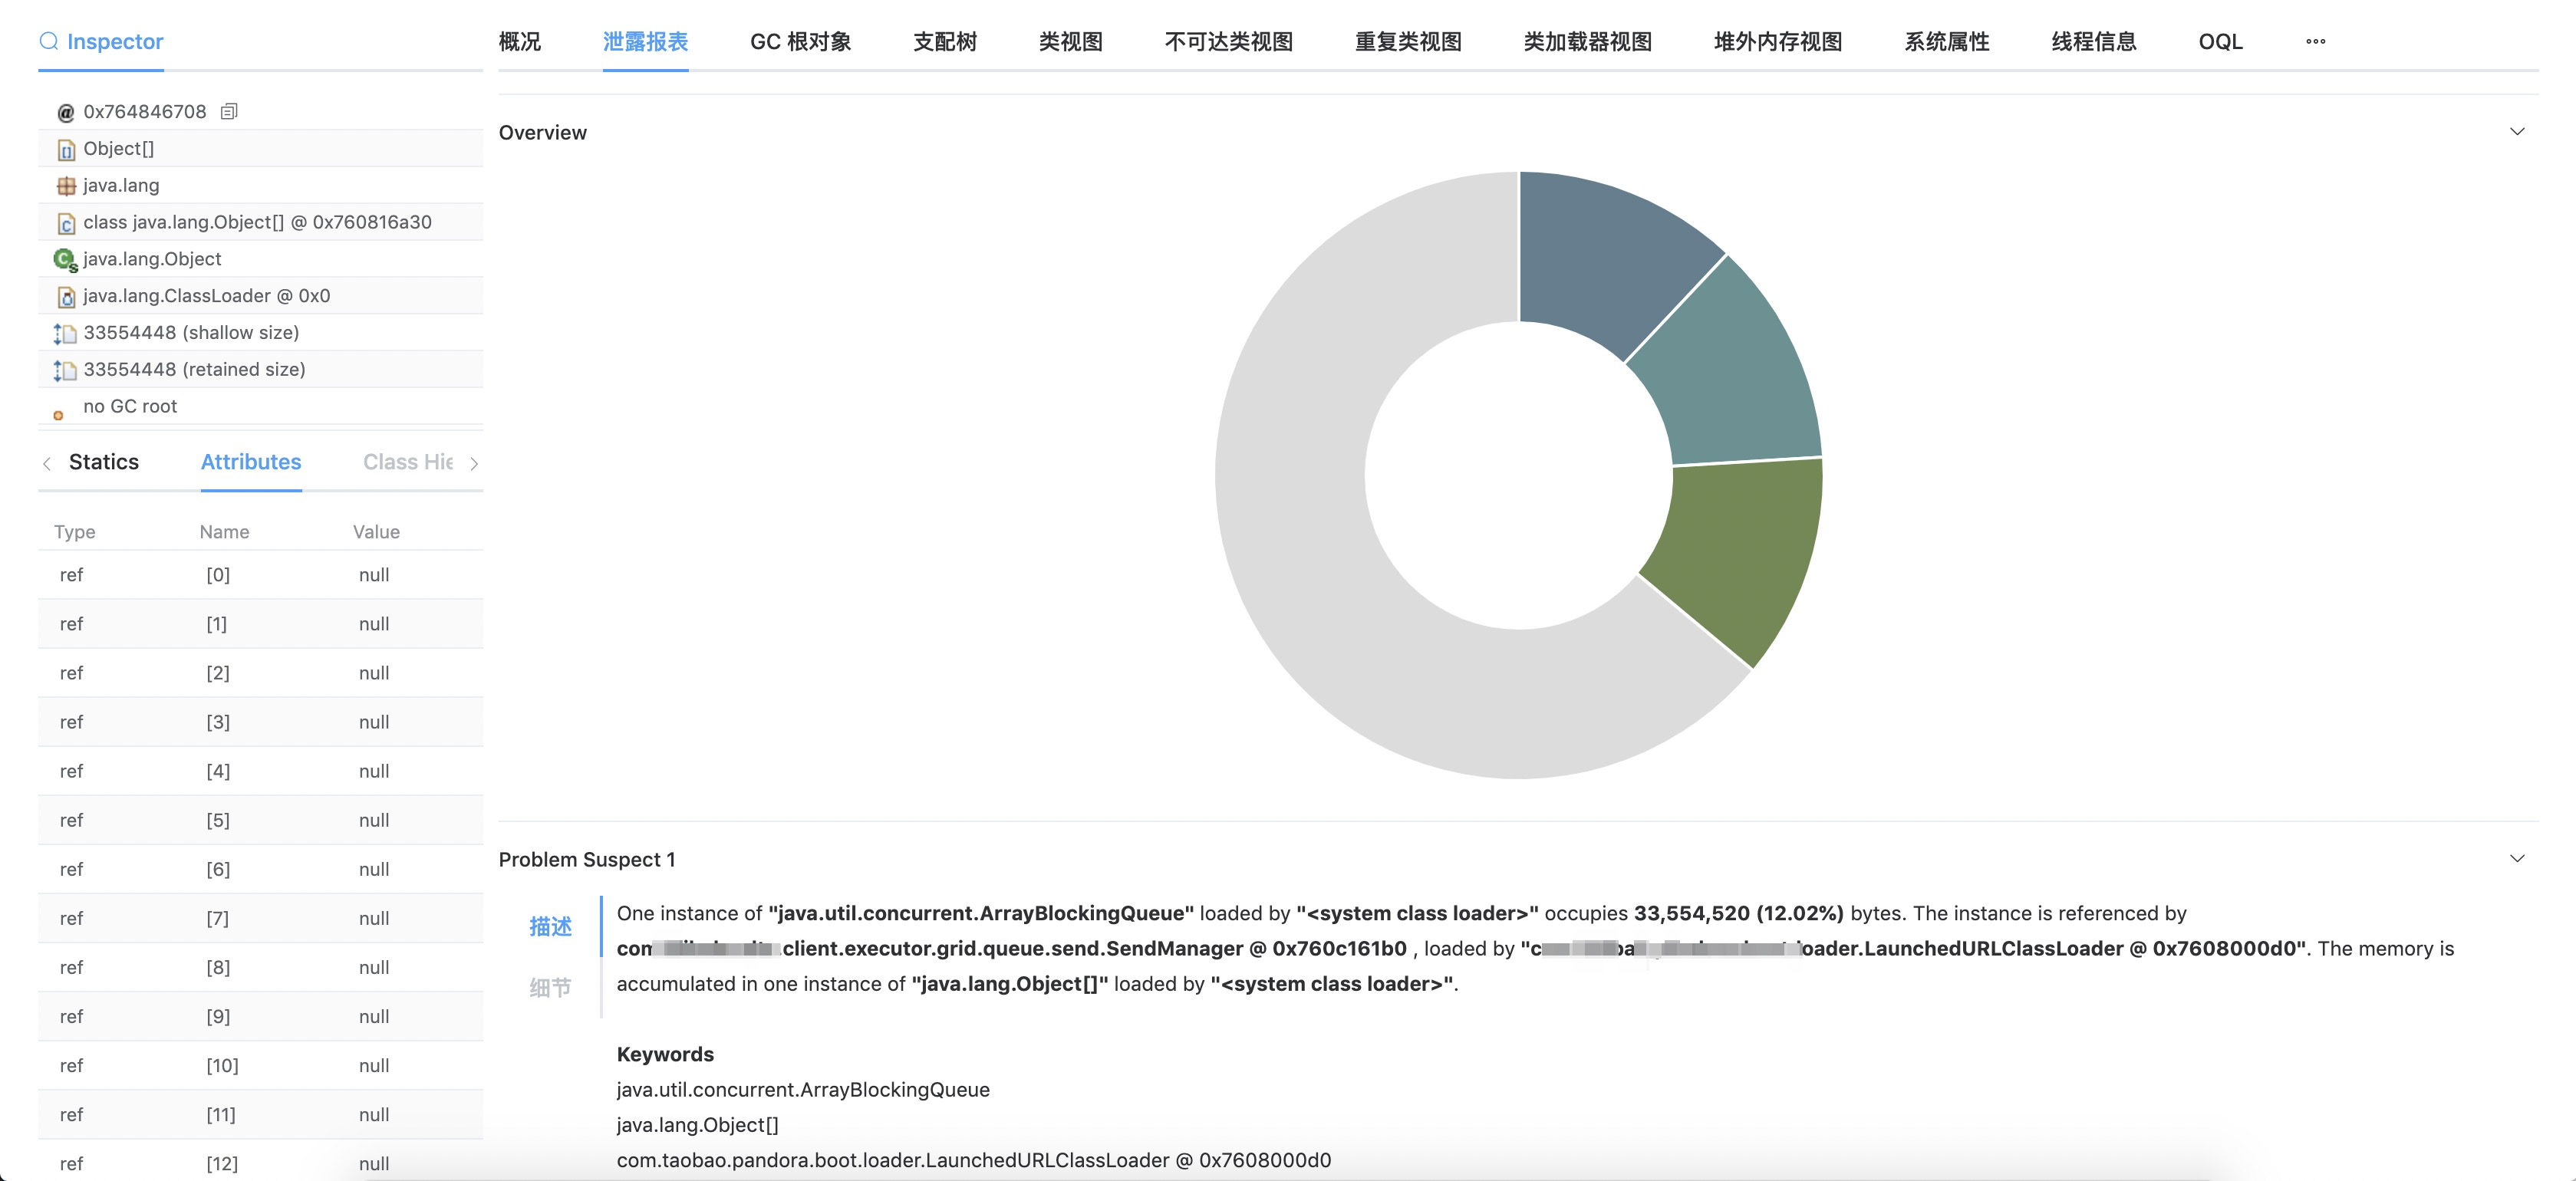 Inspector
0x764846708
Object[]
java.lang
class java.lang.Object[] @ 0x760816a30
java.lang.Object
java.lang.ClassLoader @ 0x0
33554448 (shallow size)
33554448 (retained size)
no GC root
Statics Attributes Class Hie
Type Name Value
ref [0] null
ref [1] null
ref [2] null
ref [3] null
ref [4] null
ref [5] null
ref [6] null
ref [7] null
ref [8] null
ref [9] null
ref [10] null
ref [11] null
ref [12] null
概况 泄露报表 GC 根对象 支配树 类视图 不可达类视图 重复类视图 类加载器视图 堆外内存视图 系统属性 线程信息 OQL ···
Overview
Problem Suspect 1
描述
细节
One instance of "java.util.concurrent.ArrayBlockingQueue" loaded by "<system class loader>" occupies 33,554,520 (12.02%) bytes. The instance is referenced by
com .client.executor.grid.queue.send.SendManager @ 0x760c161b0 , loaded by "c loader.LaunchedURLClassLoader @ 0x7608000d0". The memory is
accumulated in one instance of "java.lang.Object[]" loaded by "<system class loader>".
Keywords
java.util.concurrent.ArrayBlockingQueue
java.lang.Object[]
com.taobao.pandora.boot.loader.LaunchedURLClassLoader @ 0x7608000d0